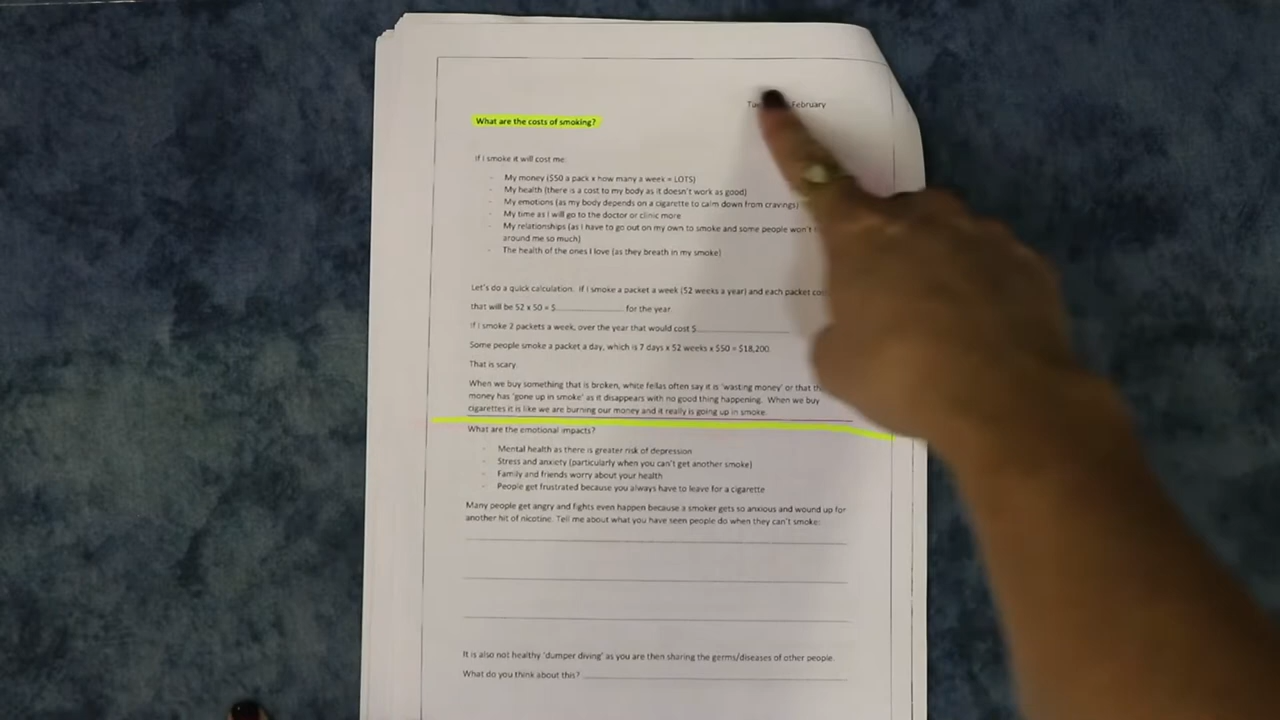 February
What are the costs of smoking?
If I smoke it will cost me:
- My money ($50 a pack x how many a week = LOTS)
- My health (there is a cost to my body as it doesn't work as good)
- My emotions (as my body depends on a cigarette to calm down from cravings)
- My time as I will go to the doctor or clinic more
- My relationships (as I have to go out on my own to smoke and some people won't
around me so much)
- The health of the ones I love (as they breath in my smoke)
Let's do a quick calculation. If I smoke a packet a week (52 weeks a year) and each packet
that will be 52 x 50 = $ for the year.
If I smoke 2 packets a week, over the year that would cost $
Some people smoke a packet a day, which is 7 days x 52 weeks x $50 = $18,200.
That is scary.
When we buy something that is broken, white fellas often say it is 'wasting money' or that
money has 'gone up in smoke' as it disappears with no good thing happening. When we buy
cigarettes it is like we are burning our money and it really is going up in smoke.
What are the emotional impacts?
- Mental health as there is greater risk of depression
- Stress and anxiety (particularly when you can't get another smoke)
- Family and friends worry about your health
- People get frustrated because you always have to leave for a cigarette
Many people get angry and fights even happen because a smoker gets so anxious and wound up for
another hit of nicotine. Tell me about what you have seen people do when they can't smoke:
It is also not healthy 'dumper diving' as you are then sharing the germs/diseases of other people.
What do you think about this?